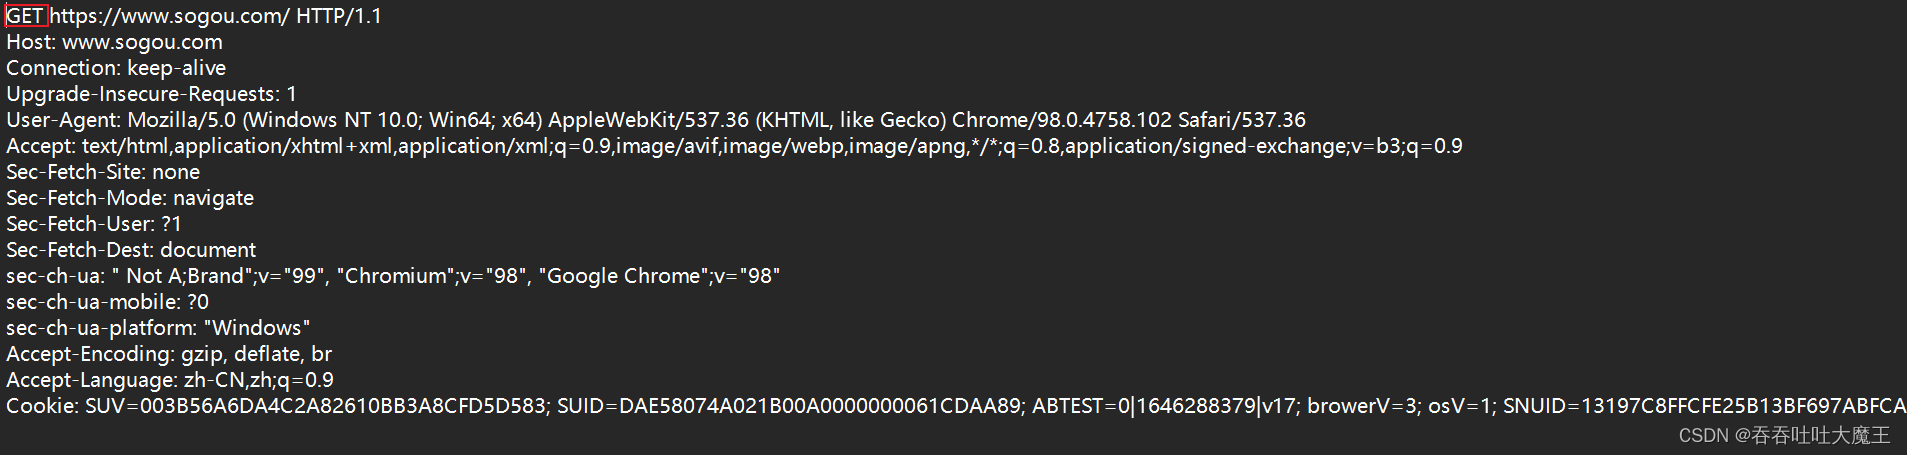 GET https://www.sogou.com/ HTTP/1.1
Host: www.sogou.com
Connection: keep-alive
Upgrade-Insecure-Requests: 1
User-Agent: Mozilla/5.0 (Windows NT 10.0; Win64; x64) AppleWebKit/537.36 (KHTML, like Gecko) Chrome/98.0.4758.102 Safari/537.36
Accept: text/html,application/xhtml+xml,application/xml;q=0.9,image/avif,image/webp,image/apng,*/*;q=0.8,application/signed-exchange;v=b3;q=0.9
Sec-Fetch-Site: none
Sec-Fetch-Mode: navigate
Sec-Fetch-User: ?1
Sec-Fetch-Dest: document
sec-ch-ua: " Not A;Brand";v="99", "Chromium";v="98", "Google Chrome";v="98"
sec-ch-ua-mobile: ?0
sec-ch-ua-platform: "Windows"
Accept-Encoding: gzip, deflate, br
Accept-Language: zh-CN,zh;q=0.9
Cookie: SUV=003B56A6DA4C2A82610BB3A8CFD5D583; SUID=DAE58074A021B00A0000000061CDAA89; ABTEST=0|1646288379|v17; browerV=3; osV=1; SNUID=13197C8FFCFE25B13BF697ABFCA
CSDN @吞吞吐吐大魔王